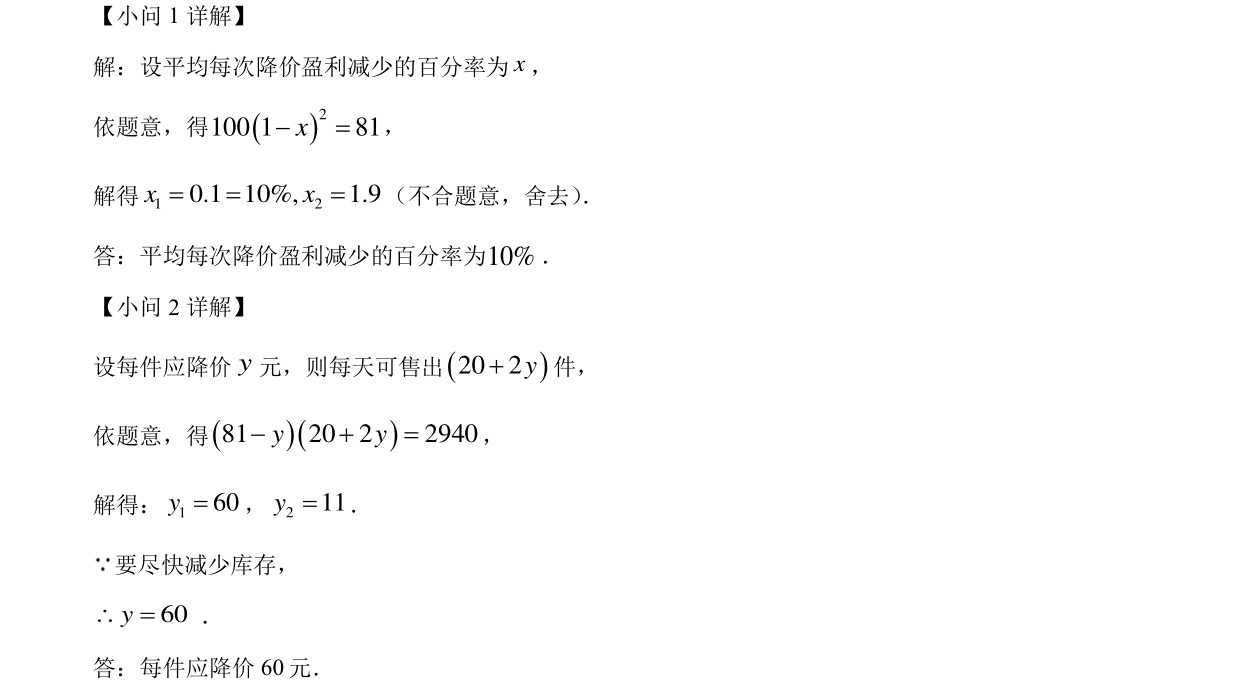 【小问 1 详解】
解：设平均每次降价盈利减少的百分率为 x，
依题意，得100(1− x)² = 81，
解得 x₁ = 0.1=10%, x₂ =1.9（不合题意，舍去）.
答：平均每次降价盈利减少的百分率为10%．
【小问 2 详解】
设每件应降价 y 元，则每天可售出(20+ 2y)件，
依题意，得(81− y)(20+ 2y)= 2940，
解得： y₁ = 60， y₂ =11．
∵要尽快减少库存，
∴ y = 60 ．
答：每件应降价 60 元．